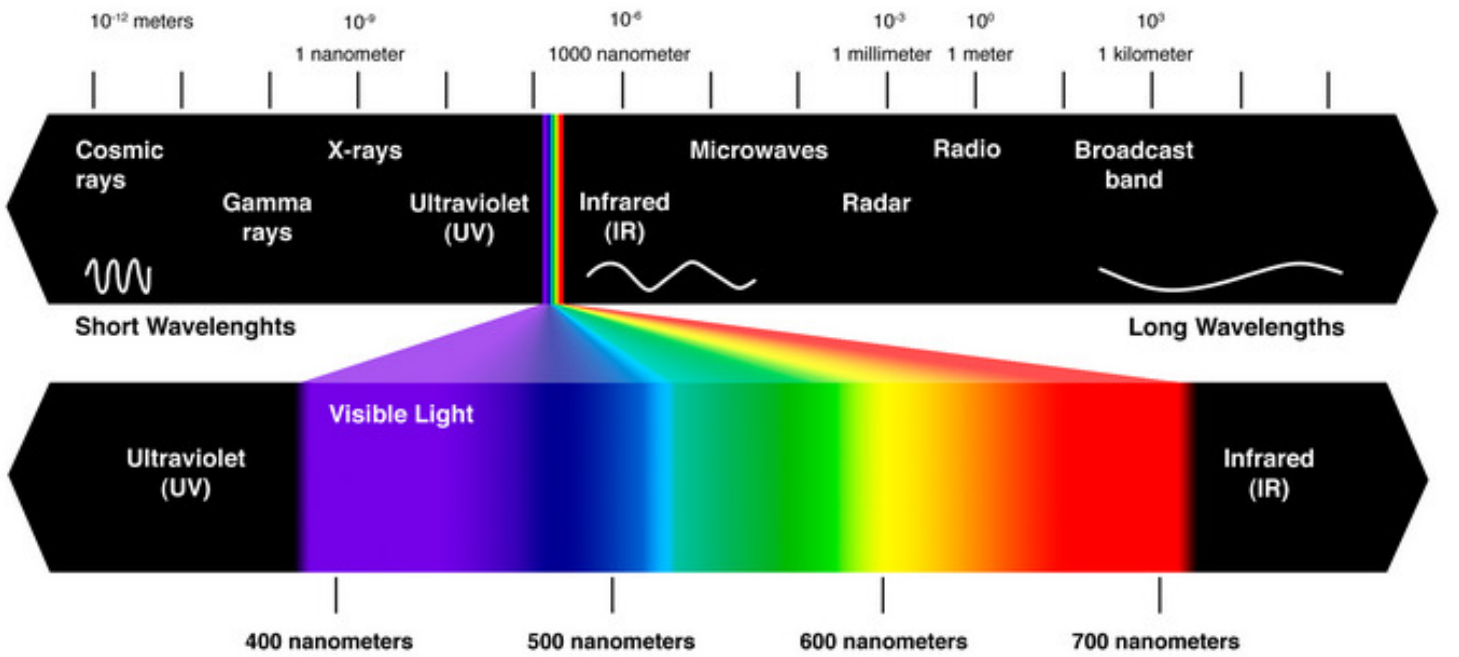 10⁻¹² meters 10⁻⁹ 10⁻⁶ 10⁻³ 10⁰ 10³
1 nanometer 1000 nanometer 1 millimeter 1 meter 1 kilometer
Cosmic
rays
X-rays
Microwaves
Radio
Broadcast
band
Gamma
rays
Ultraviolet
(UV)
Infrared
(IR)
Radar
Short Wavelenghts
Long Wavelengths
Visible Light
Ultraviolet
(UV)
Infrared
(IR)
400 nanometers 500 nanometers 600 nanometers 700 nanometers